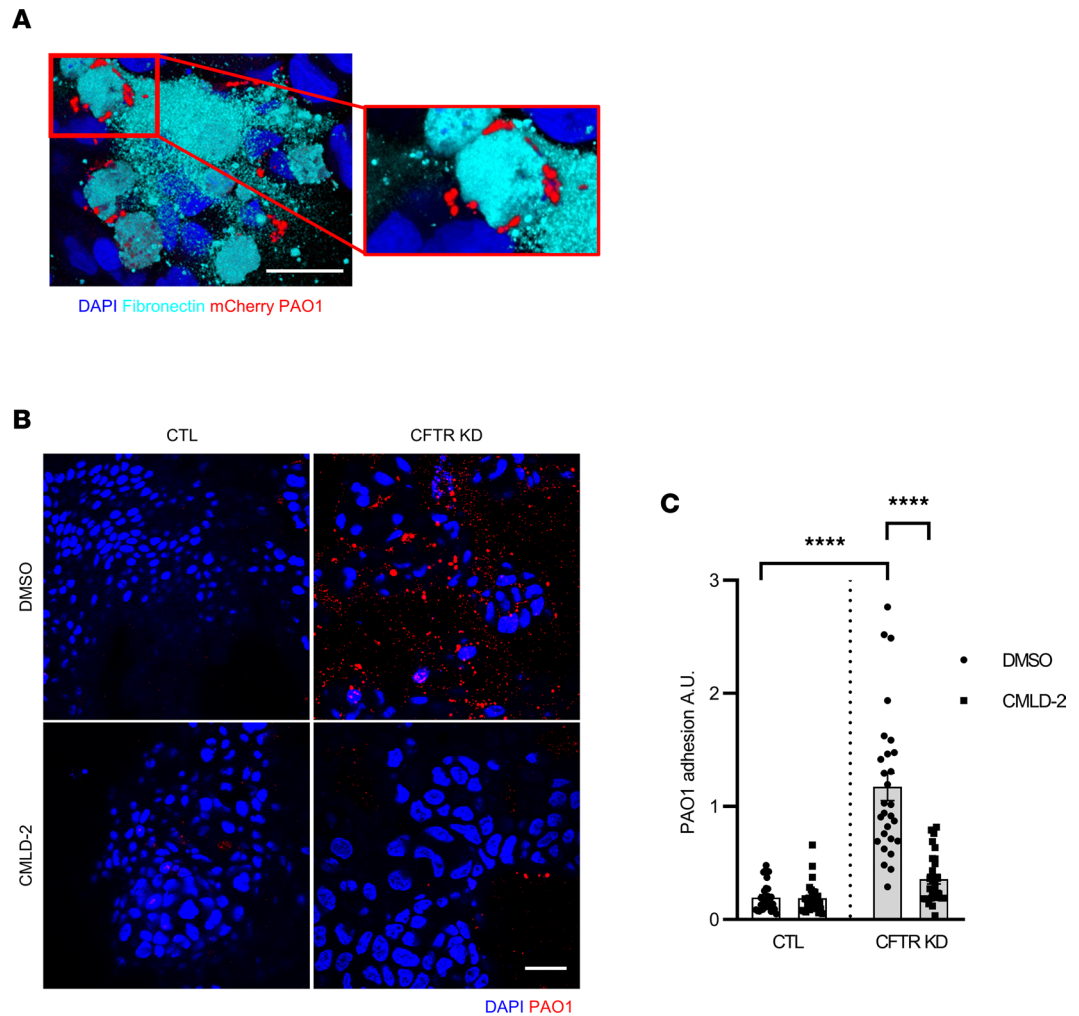 A
DAPI Fibronectin mCherry PAO1
B
CTL CFTR KD
DMSO
CMLD-2
DAPI PAO1
C
****
****
PAO1 adhesion A.U.
3
2
1
0
CTL CFTR KD
DMSO
CMLD-2